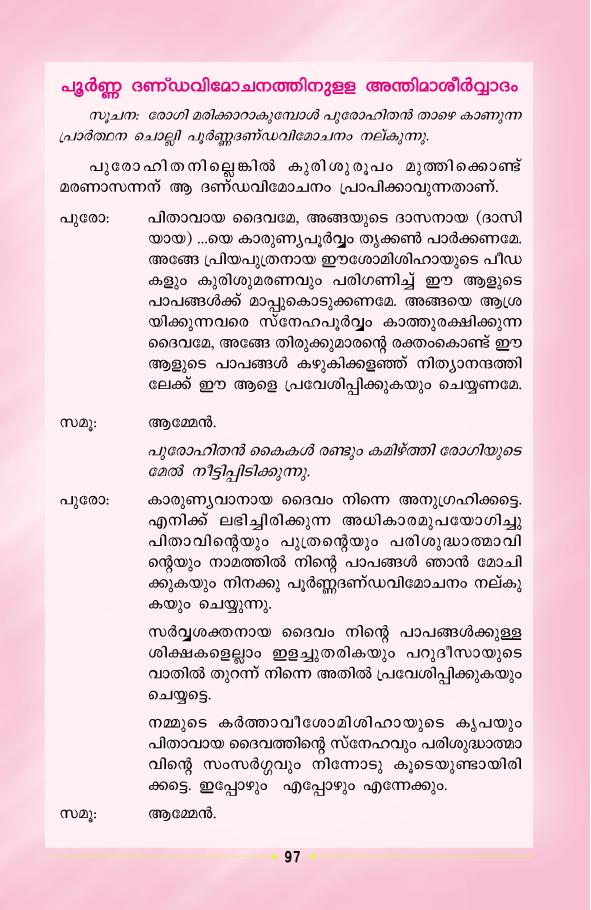 പൂർണ്ണ ദണ്ഡവിമോചനത്തിനുളള അന്തിമാശീർവ്വാദം
സൂചന: രോഗി മരിക്കാറാകുമ്പോൾ പുരോഹിതൻ താഴെ കാണുന്ന
പ്രാർത്ഥന ചൊല്ലി പൂർണ്ണദണ്ഡവിമോചനം നല്കുന്നു.
പുരോഹിതനില്ലെങ്കിൽ കുരിശുരൂപം മുത്തിക്കൊണ്ട്
മരണാസന്നന് ആ ദണ്ഡവിമോചനം പ്രാപിക്കാവുന്നതാണ്.
പുരോ: പിതാവായ ദൈവമേ, അങ്ങയുടെ ദാസനായ (ദാസി
യായ) ...യെ കാരുണ്യപൂർവ്വം തൃക്കൺ പാർക്കണമേ.
അങ്ങേ പ്രിയപുത്രനായ ഈശോമിശിഹായുടെ പീഡ
കളും കുരിശുമരണവും പരിഗണിച്ച് ഈ ആളുടെ
പാപങ്ങൾക്ക് മാപ്പുകൊടുക്കണമേ. അങ്ങയെ ആശ്ര
യിക്കുന്നവരെ സ്നേഹപൂർവ്വം കാത്തുരക്ഷിക്കുന്ന
ദൈവമേ, അങ്ങേ തിരുക്കുമാരന്റെ രക്തംകൊണ്ട് ഈ
ആളുടെ പാപങ്ങൾ കഴുകിക്കളഞ്ഞ് നിത്യാനന്ദത്തി
ലേക്ക് ഈ ആളെ പ്രവേശിപ്പിക്കുകയും ചെയ്യണമേ.
സമൂ: ആമ്മേൻ.
പുരോഹിതൻ കൈകൾ രണ്ടും കമിഴ്ത്തി രോഗിയുടെ
മേൽ നീട്ടിപ്പിടിക്കുന്നു.
പുരോ: കാരുണ്യവാനായ ദൈവം നിന്നെ അനുഗ്രഹിക്കട്ടെ.
എനിക്ക് ലഭിച്ചിരിക്കുന്ന അധികാരമുപയോഗിച്ചു
പിതാവിന്റെയും പുത്രന്റെയും പരിശുദ്ധാത്മാവി
ന്റെയും നാമത്തിൽ നിന്റെ പാപങ്ങൾ ഞാൻ മോചി
ക്കുകയും നിനക്കു പൂർണ്ണദണ്ഡവിമോചനം നല്കു
കയും ചെയ്യുന്നു.
സർവ്വശക്തനായ ദൈവം നിന്റെ പാപങ്ങൾക്കുള്ള
ശിക്ഷകളെല്ലാം ഇളച്ചുതരികയും പറുദീസായുടെ
വാതിൽ തുറന്ന് നിന്നെ അതിൽ പ്രവേശിപ്പിക്കുകയും
ചെയ്യട്ടെ.
നമ്മുടെ കർത്താവീശോമിശിഹായുടെ കൃപയും
പിതാവായ ദൈവത്തിന്റെ സ്നേഹവും പരിശുദ്ധാത്മാ
വിന്റെ സംസർഗ്ഗവും നിന്നോടു കൂടെയുണ്ടായിരി
ക്കട്ടെ. ഇപ്പോഴും എപ്പോഴും എന്നേക്കും.
സമൂ: ആമ്മേൻ.
97